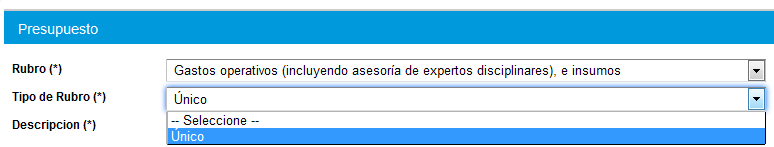 Presupuesto
Rubro (*) Gastos operativos (incluyendo asesoría de expertos disciplinares), e insumos
Tipo de Rubro (*) Único
-- Seleccione --
Descripcion (*) Único